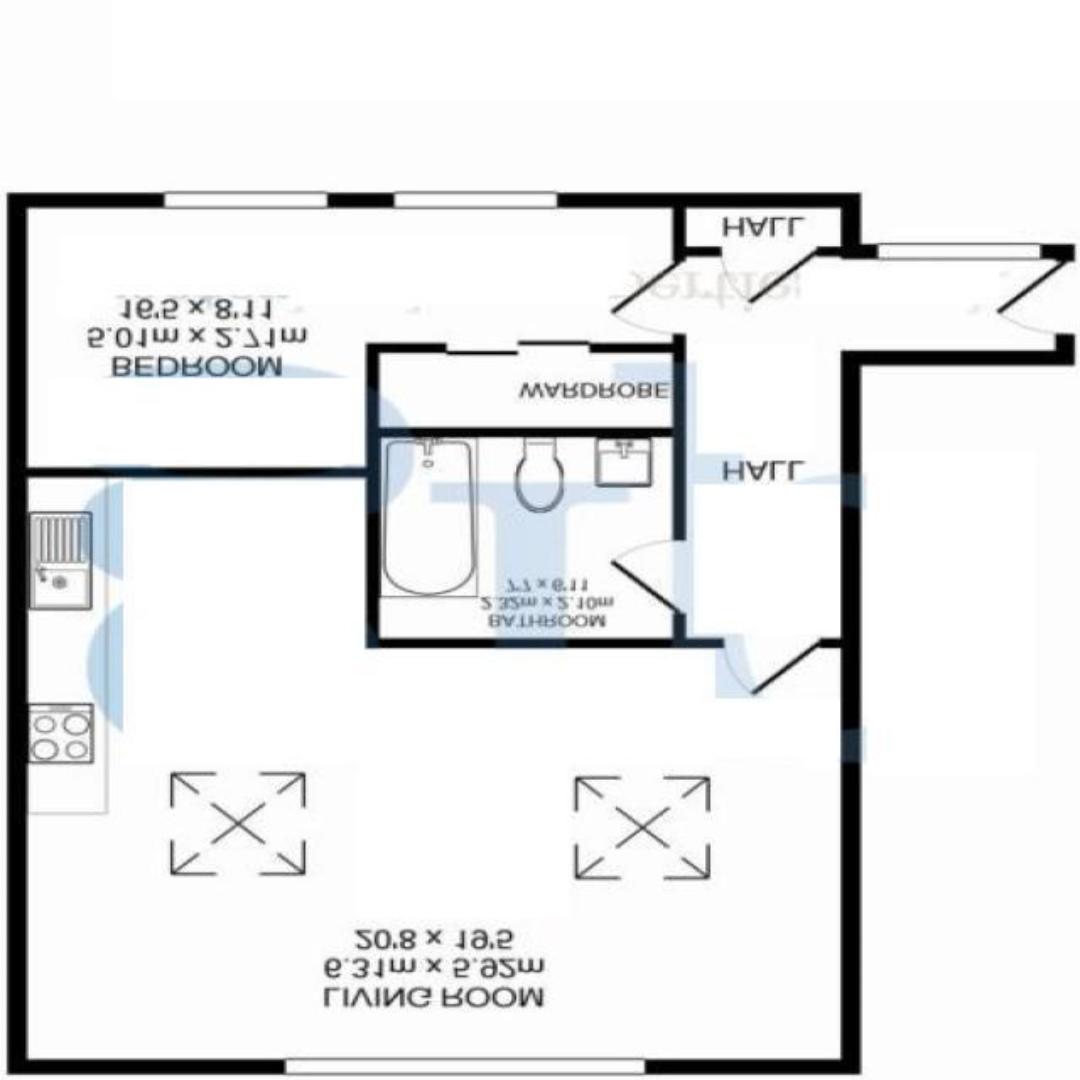 HALL
BEDROOM
5.01m x 2.71m
16'5 x 8'11
WARDROBE
HALL
BATHROOM
2.32m x 2.10m
7'7 x 6'11
LIVING ROOM
6.31m x 5.92m
20'8 x 19'5